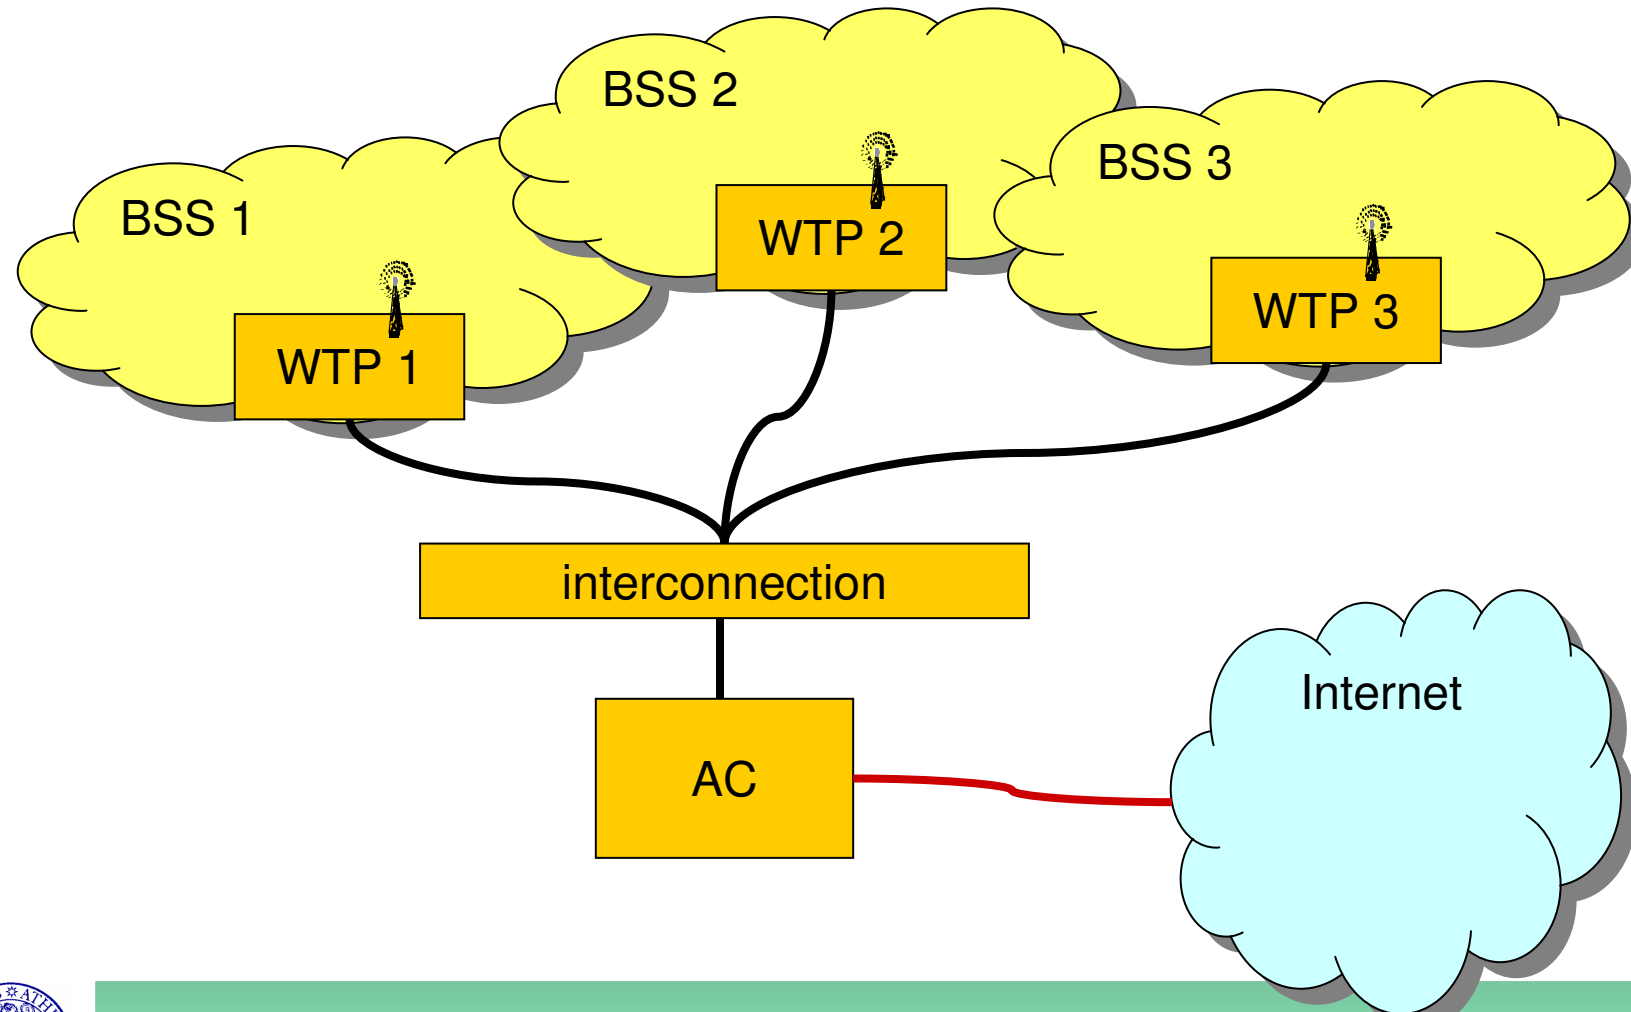 BSS 2
BSS 3
BSS 1
WTP 2
WTP 3
WTP 1
interconnection
Internet
AC